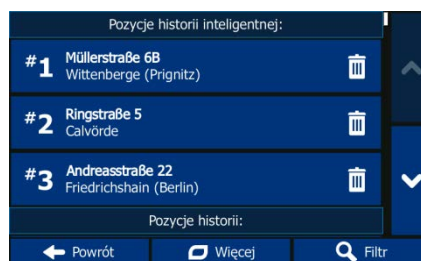 Pozycje historii inteligentnej:
#1 Müllerstraße 6B
Wittenberge (Prignitz)
#2 Ringstraße 5
Calvörde
#3 Andreasstraße 22
Friedrichshain (Berlin)
Pozycje historii:
Powrót Więcej Filtr